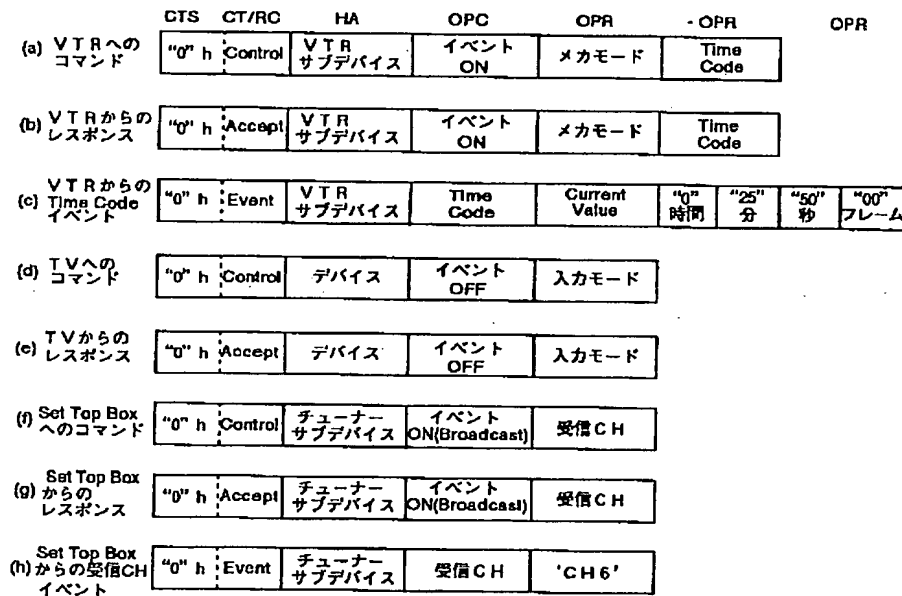 CTS CT/RC HA OPC OPR - OPR OPR
(a) VTRへの
コマンド
"0" h Control VTR
サブデバイス イベント
ON メカモード Time
Code
(b) VTRからの
レスポンス
"0" h Accept VTR
サブデバイス イベント
ON メカモード Time
Code
(c) VTRからの
Time Code
イベント
"0" h Event VTR
サブデバイス Time
Code Current
Value "0"
時間 "25"
分 "50"
秒 "00"
フレーム
(d) TVへの
コマンド
"0" h Control デバイス イベント
OFF 入力モード
(e) TVからの
レスポンス
"0" h Accept デバイス イベント
OFF 入力モード
(f) Set Top Box
へのコマンド
"0" h Control チューナー
サブデバイス イベント
ON(Broadcast) 受信CH
(g) Set Top Box
からの
レスポンス
"0" h Accept チューナー
サブデバイス イベント
ON(Broadcast) 受信CH
(h) Set Top Box
からの受信CH
イベント
"0" h Event チューナー
サブデバイス 受信CH 'CH6'